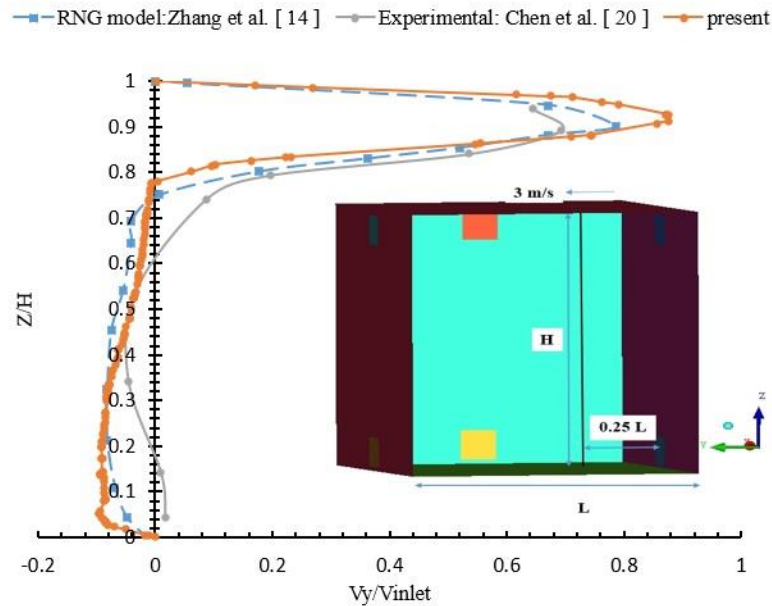 RNG model:Zhang et al. [ 14 ] Experimental: Chen et al. [ 20 ] present
1
0.9
0.8
0.7
0.6
0.5
0.4
0.3
0.2
0.1
0
Z/H
3 m/s
H
0.25 L
L
Z
Y
-0.2 0 0.2 0.4 0.6 0.8 1
Vy/Vinlet